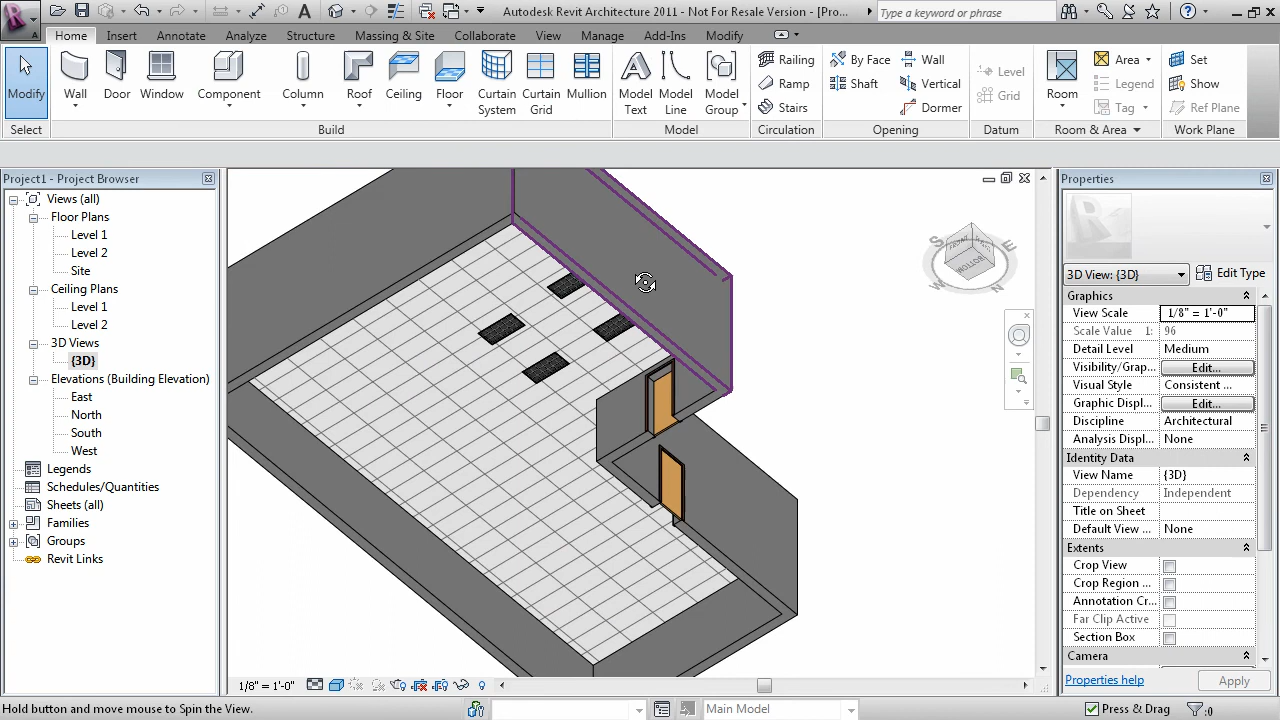 Autodesk Revit Architecture 2011 - Not For Resale Version - [Pro...
Type a keyword or phrase
Home Insert Annotate Analyze Structure Massing & Site Collaborate View Manage Add-Ins Modify
Modify
Wall
Door
Window
Component
Column
Roof
Ceiling
Floor
Curtain System
Curtain Grid
Mullion
Model Text
Model Line
Model Group
Railing
Ramp
Stairs
By Face
Shaft
Wall
Vertical
Dormer
Level
Grid
Room
Area
Legend
Tag
Set
Show
Ref Plane
Select Build Model Circulation Opening Datum Room & Area Work Plane
Project1 - Project Browser
Views (all)
Floor Plans
Level 1
Level 2
Site
Ceiling Plans
Level 1
Level 2
3D Views
{3D}
Elevations (Building Elevation)
East
North
South
West
Legends
Schedules/Quantities
Sheets (all)
Families
Groups
Revit Links
S
E
W
N
BOTTOM
Properties
3D View: {3D} Edit Type
Graphics
View Scale 1/8" = 1'-0"
Scale Value 1: 96
Detail Level Medium
Visibility/Grap... Edit...
Visual Style Consistent ...
Graphic Displ... Edit...
Discipline Architectural
Analysis Displ... None
Identity Data
View Name {3D}
Dependency Independent
Title on Sheet
Default View ... None
Extents
Crop View
Crop Region ...
Annotation Cr...
Far Clip Active
Section Box
Camera
Properties help Apply
1/8" = 1'-0"
Hold button and move mouse to Spin the View.
Main Model
Press & Drag
:0